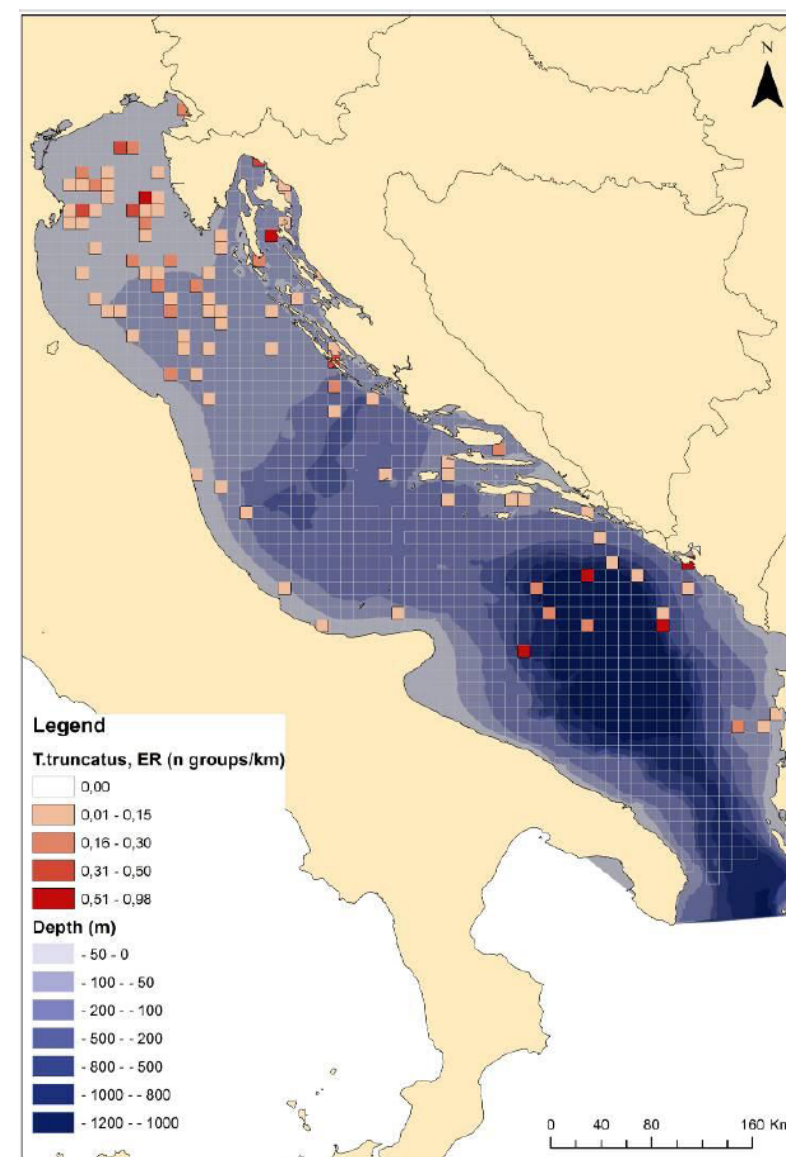 N
Legend
T.truncatus, ER (n groups/km)
0,00
0,01 - 0,15
0,16 - 0,30
0,31 - 0,50
0,51 - 0,98
Depth (m)
- 50 - 0
- 100 - - 50
- 200 - - 100
- 500 - - 200
- 800 - - 500
- 1000 - - 800
- 1200 - - 1000
0 40 80 160 Km